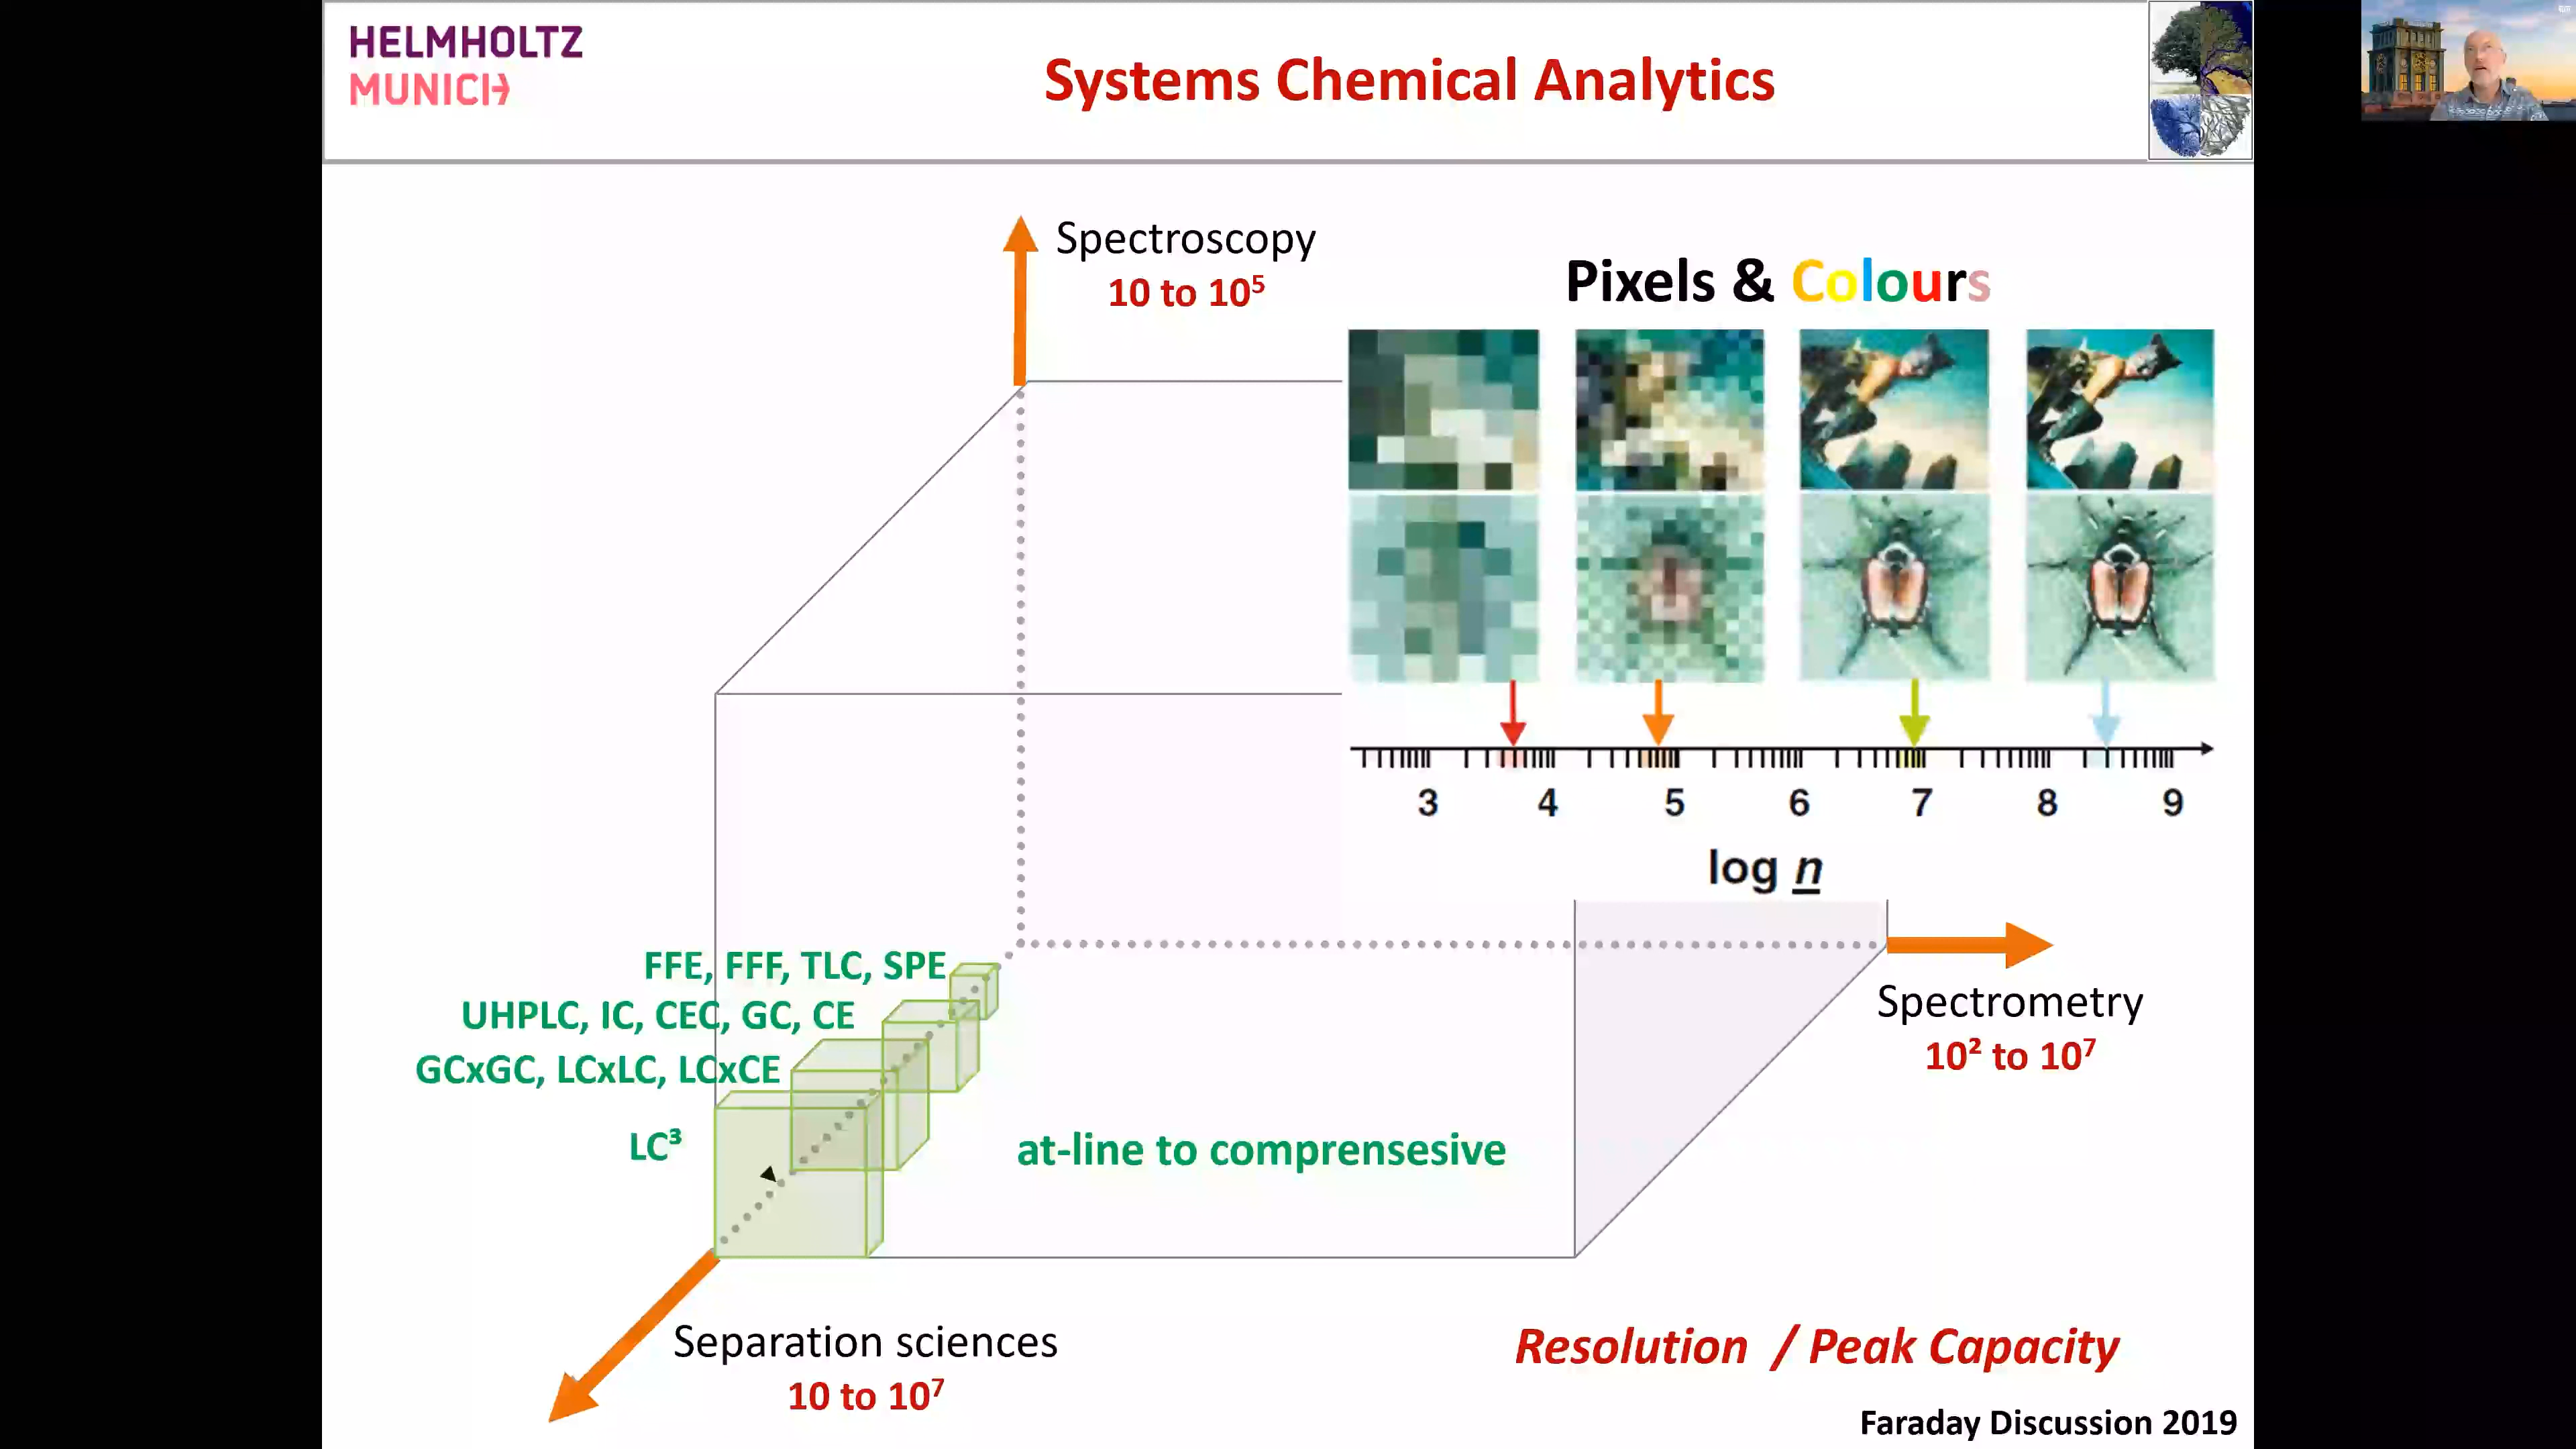 HELMHOLTZ
MUNICH
Systems Chemical Analytics
Spectroscopy
10 to 10⁵
Pixels & Colours
3 4 5 6 7 8 9
log n
FFE, FFF, TLC, SPE
UHPLC, IC, CEC, GC, CE
GCxGC, LCxLC, LCxCE
LC³
at-line to comprensesive
Spectrometry
10² to 10⁷
Separation sciences
10 to 10⁷
Resolution / Peak Capacity
Faraday Discussion 2019